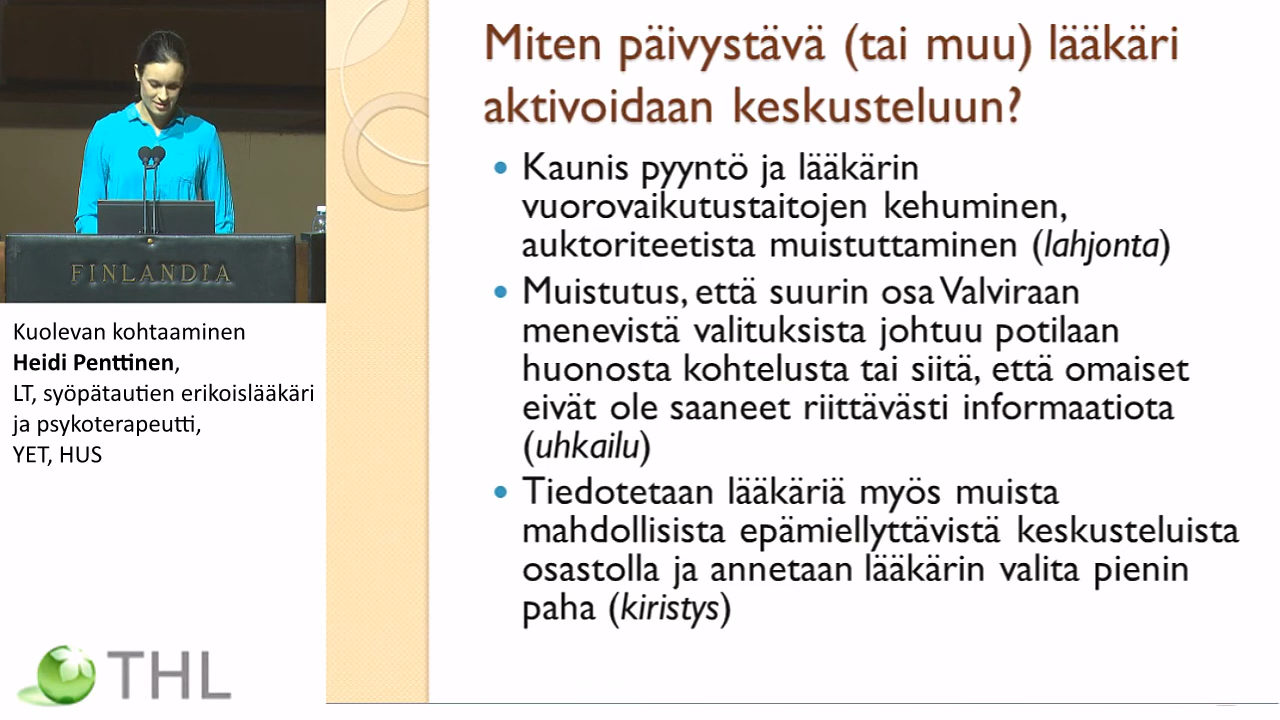 Miten päivystävä (tai muu) lääkäri
aktivoidaan keskusteluun?
• Kaunis pyyntö ja lääkärin
vuorovaikutustaitojen kehuminen,
auktoriteetista muistuttaminen (lahjonta)
• Muistutus, että suurin osa Valviraan
menevistä valituksista johtuu potilaan
huonosta kohtelusta tai siitä, että omaiset
eivät ole saaneet riittävästi informaatiota
(uhkailu)
• Tiedotetaan lääkäriä myös muista
mahdollisista epämiellyttävistä keskusteluista
osastolla ja annetaan lääkärin valita pienin
paha (kiristys)
FINLANDIA
Kuolevan kohtaaminen
Heidi Penttinen,
LT, syöpätautien erikoislääkäri
ja psykoterapeutti,
YET, HUS
THL